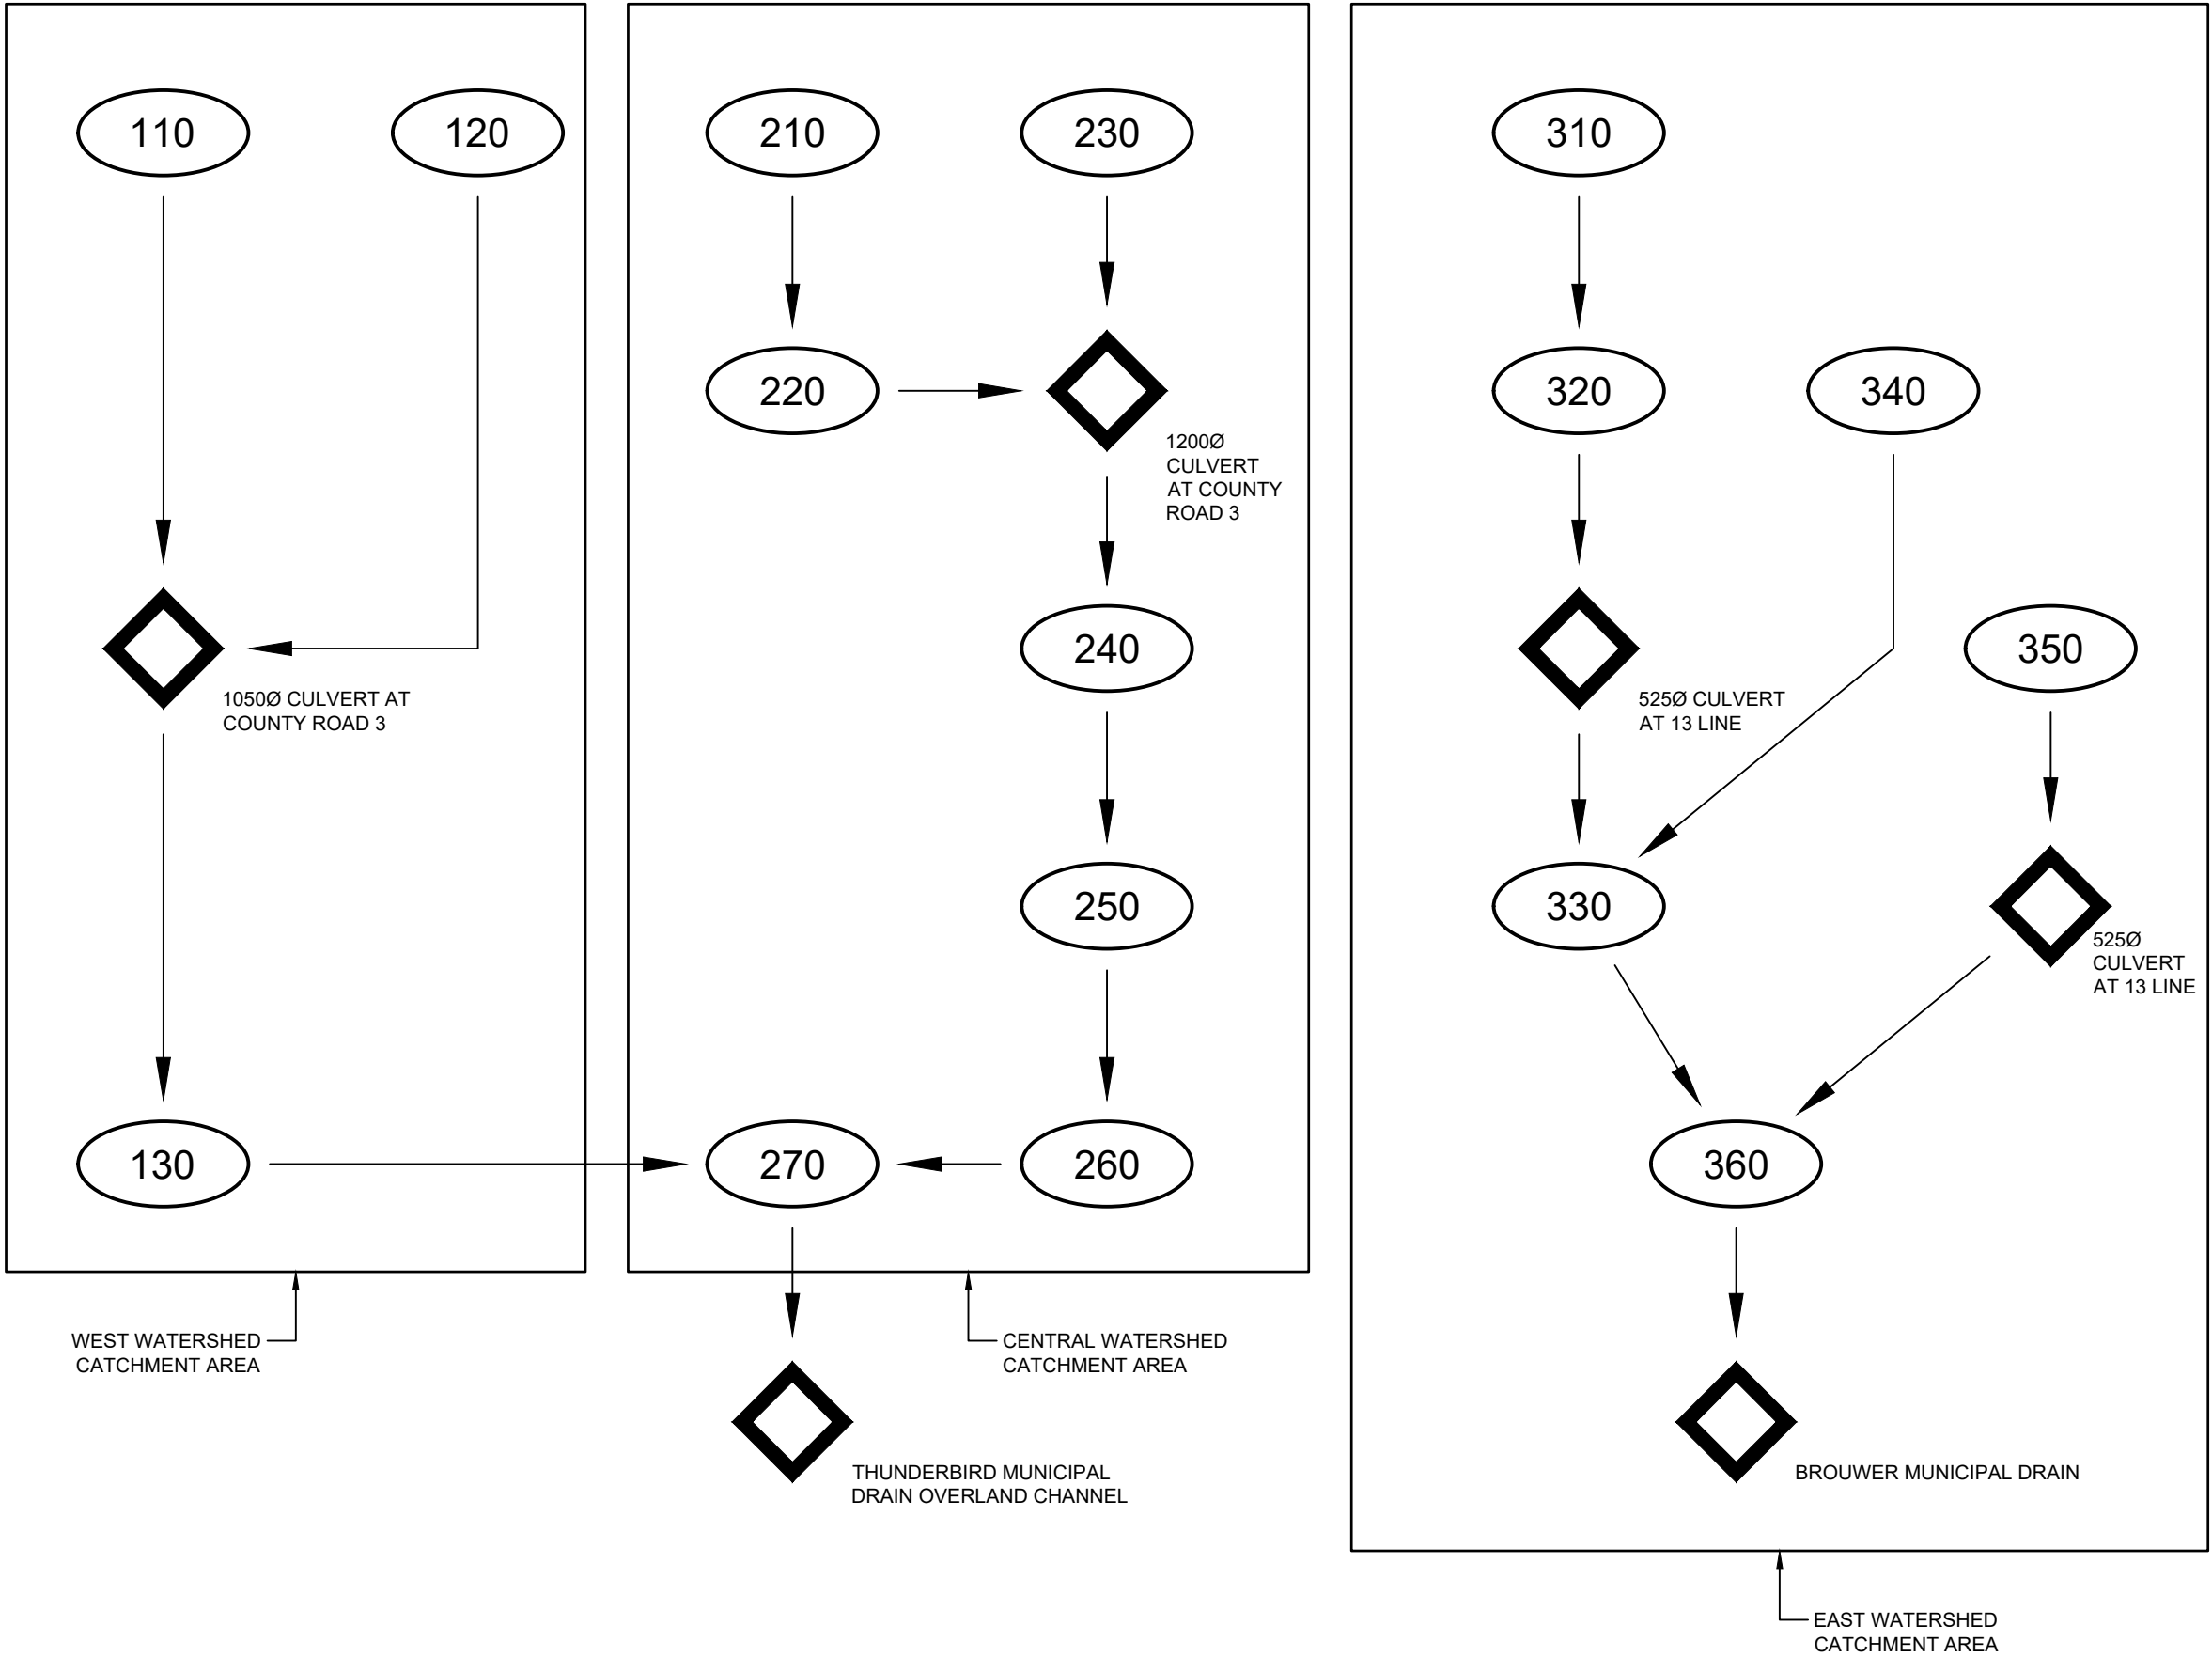 110
120
210
230
310
220
320
340
1200Ø
CULVERT
AT COUNTY
ROAD 3
240
350
1050Ø CULVERT AT
COUNTY ROAD 3
525Ø CULVERT
AT 13 LINE
250
330
525Ø
CULVERT
AT 13 LINE
130
270
260
360
WEST WATERSHED
CATCHMENT AREA
CENTRAL WATERSHED
CATCHMENT AREA
THUNDERBIRD MUNICIPAL
DRAIN OVERLAND CHANNEL
BROUWER MUNICIPAL DRAIN
EAST WATERSHED
CATCHMENT AREA